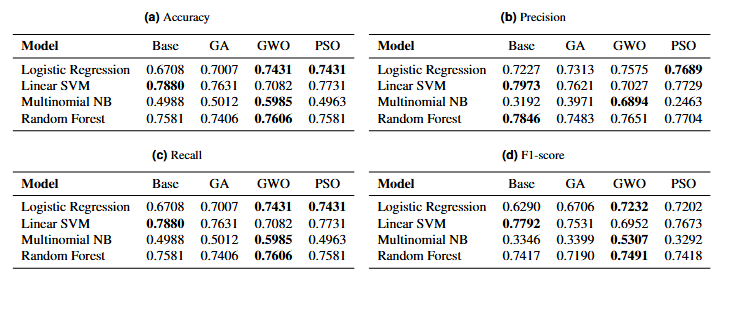 (a) Accuracy
Model Base GA GWO PSO
Logistic Regression 0.6708 0.7007 0.7431 0.7431
Linear SVM 0.7880 0.7631 0.7082 0.7731
Multinomial NB 0.4988 0.5012 0.5985 0.4963
Random Forest 0.7581 0.7406 0.7606 0.7581
(b) Precision
Model Base GA GWO PSO
Logistic Regression 0.7227 0.7313 0.7575 0.7689
Linear SVM 0.7973 0.7621 0.7027 0.7729
Multinomial NB 0.3192 0.3971 0.6894 0.2463
Random Forest 0.7846 0.7483 0.7651 0.7704
(c) Recall
Model Base GA GWO PSO
Logistic Regression 0.6708 0.7007 0.7431 0.7431
Linear SVM 0.7880 0.7631 0.7082 0.7731
Multinomial NB 0.4988 0.5012 0.5985 0.4963
Random Forest 0.7581 0.7406 0.7606 0.7581
(d) F1-score
Model Base GA GWO PSO
Logistic Regression 0.6290 0.6706 0.7232 0.7202
Linear SVM 0.7792 0.7531 0.6952 0.7673
Multinomial NB 0.3346 0.3399 0.5307 0.3292
Random Forest 0.7417 0.7190 0.7491 0.7418